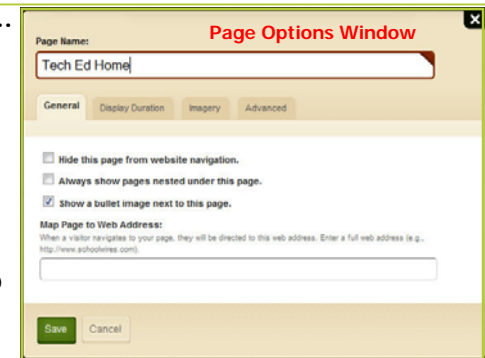 ..
Page Options Window
Page Name:
Tech Ed Home
General Display Duration Imagery Advanced
Hide this page from website navigation.
Always show pages nested under this page.
Show a bullet image next to this page.
Map Page to Web Address:
When a visitor navigates to your page, they will be directed to this web address. Enter a full web address (e.g.,
http://www.schoolwires.com).
Save Cancel